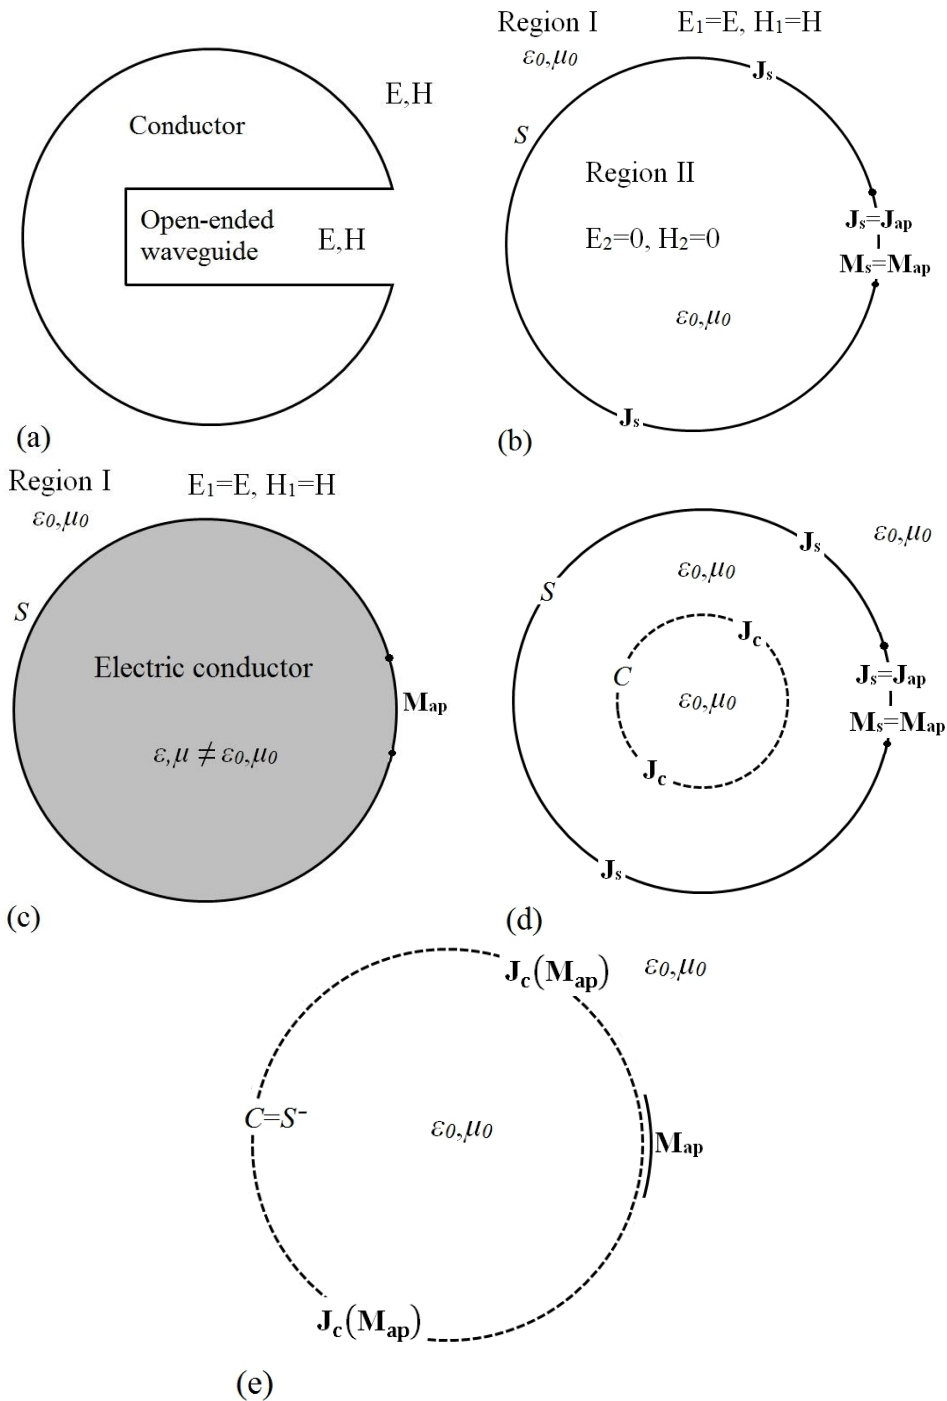 Conductor
E,H
Open-ended
waveguide
E,H
(a)
Region I
ε0,μ0
E1=E, H1=H
Js
S
Region II
E2=0, H2=0
ε0,μ0
Js=Jap
Ms=Map
Js
(b)
Region I
ε0,μ0
E1=E, H1=H
S
Electric conductor
ε,μ ≠ ε0,μ0
Map
(c)
Js
ε0,μ0
ε0,μ0
S
Jc
C
ε0,μ0
Jc
Js=Jap
Ms=Map
Js
(d)
Jc(Map)
ε0,μ0
C=S-
ε0,μ0
Map
Jc(Map)
(e)